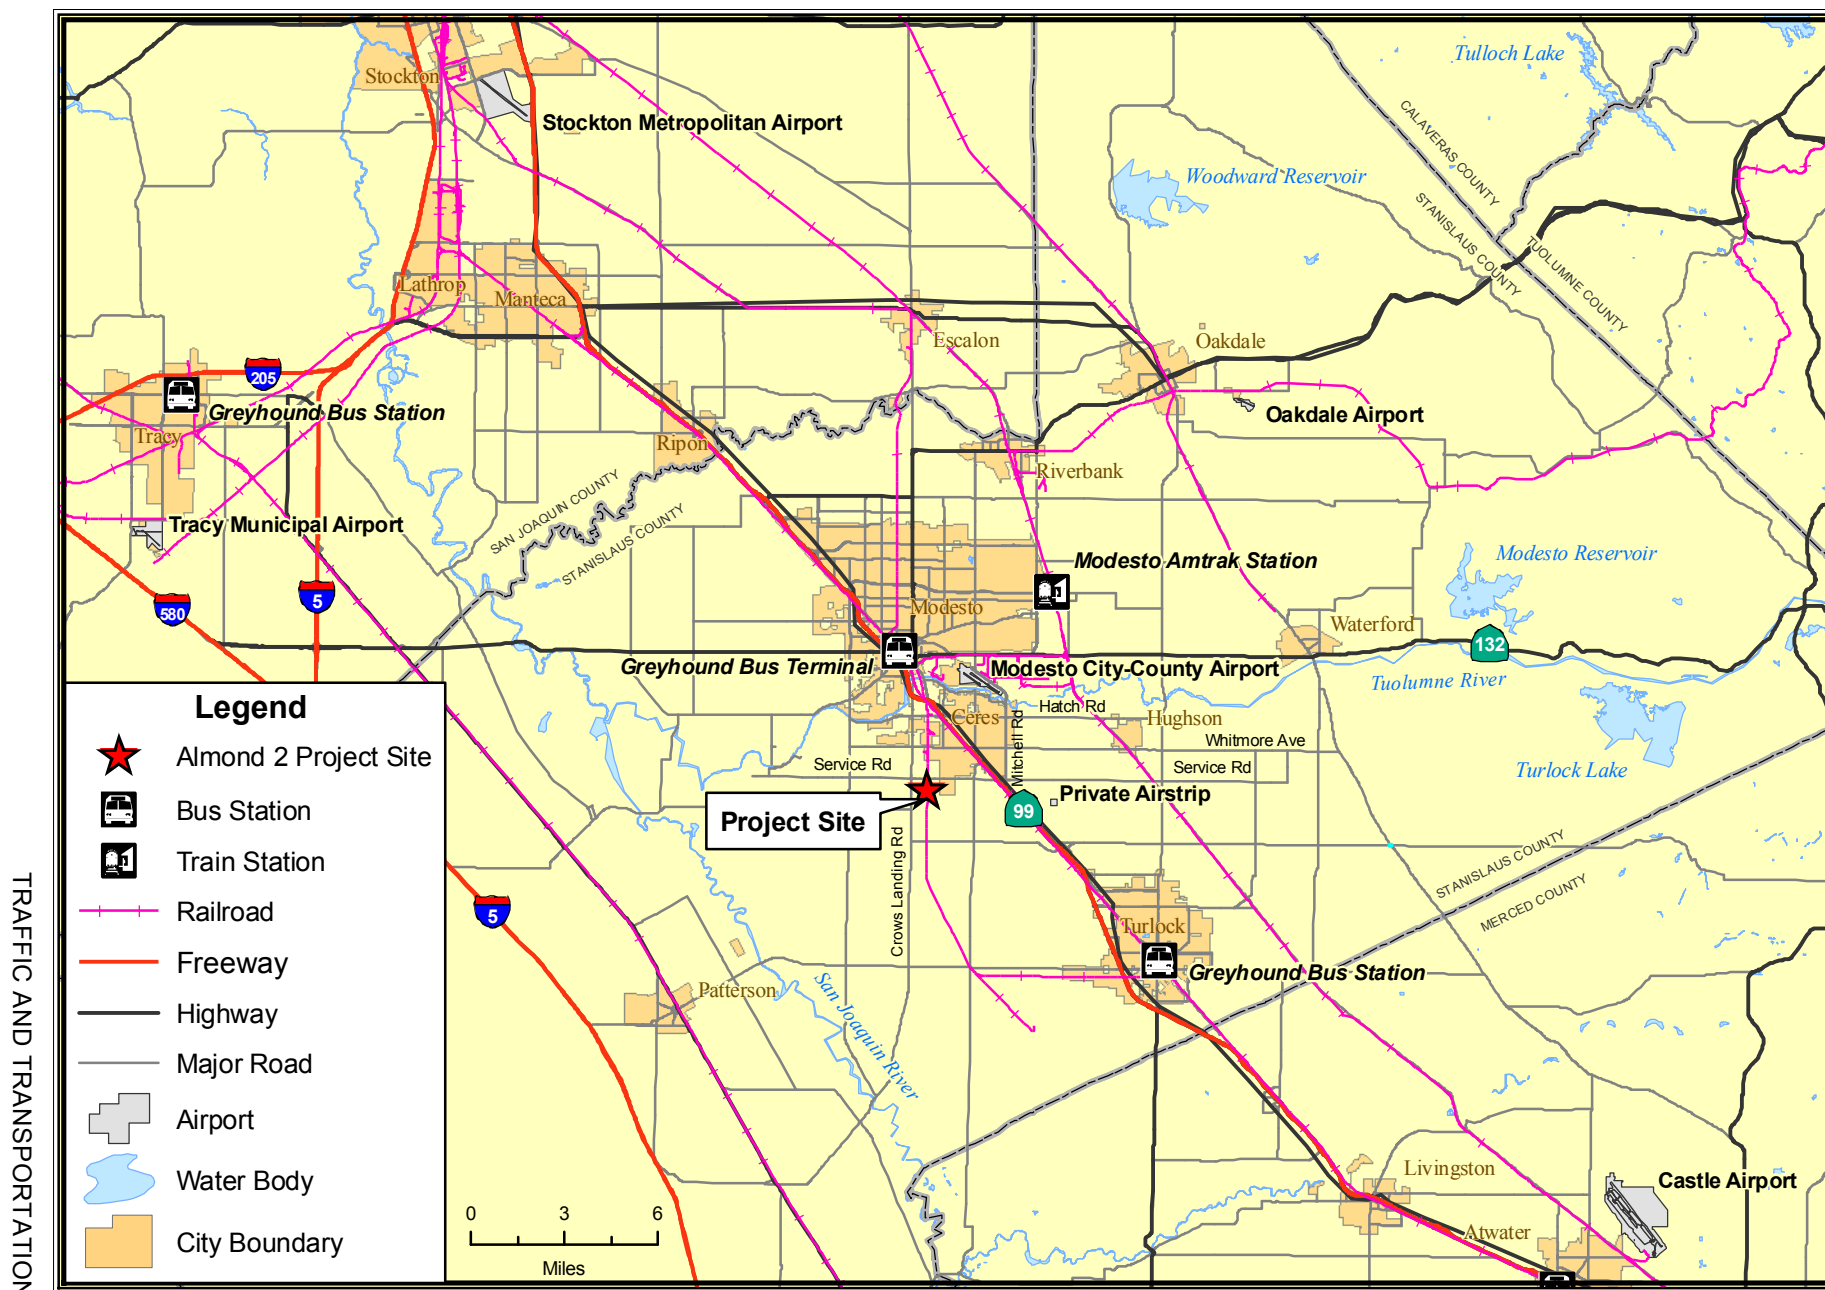 Tulloch Lake
Stockton
Stockton Metropolitan Airport
CALAVERAS COUNTY
STANISLAUS COUNTY
Woodward Reservoir
TUOLUMNE COUNTY
STANISLAUS COUNTY
Lathrop
Manteca
Escalon
Oakdale
205
Greyhound Bus Station
Oakdale Airport
Tracy
Ripon
Riverbank
SAN JOAQUIN COUNTY
STANISLAUS COUNTY
Tracy Municipal Airport
Modesto Amtrak Station
Modesto Reservoir
580
5
Modesto
Waterford
132
Greyhound Bus Terminal
Modesto City-County Airport
Tuolumne River
Hatch Rd
Ceres
Hughson
Mitchell Rd
Whitmore Ave
Service Rd
Service Rd
Turlock Lake
Private Airstrip
99
Project Site
Crows Landing Rd
STANISLAUS COUNTY
MERCED COUNTY
5
Turlock
Greyhound Bus Station
Patterson
San Joaquin River
Livingston
Castle Airport
Atwater
Legend
Almond 2 Project Site
Bus Station
Train Station
Railroad
Freeway
Highway
Major Road
Airport
Water Body
City Boundary
0 3 6
Miles
TRAFFIC AND TRANSPORTATION